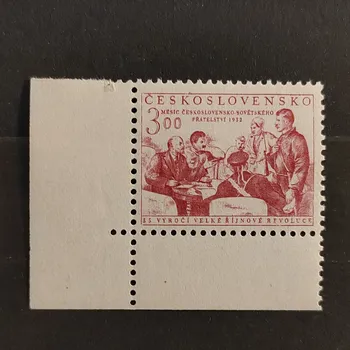 ČESKOSLOVENSKO
3.00
MĚSÍC ČESKOSLOVENSKO-SOVĚTSKÉHO
PŘÁTELSTVÍ 1952
35. VÝROČÍ VELKÉ ŘÍJNOVÉ REVOLUCE